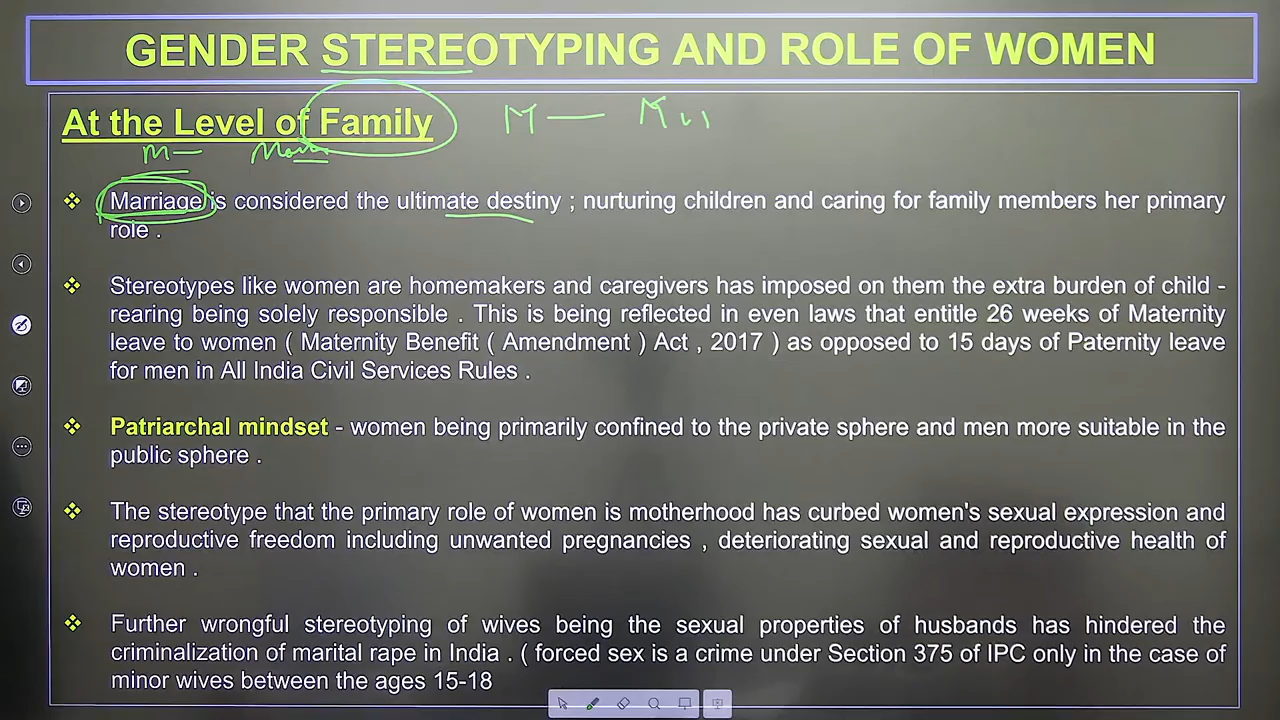 GENDER STEREOTYPING AND ROLE OF WOMEN
At the Level of Family
❖ Marriage is considered the ultimate destiny ; nurturing children and caring for family members her primary
role .
❖ Stereotypes like women are homemakers and caregivers has imposed on them the extra burden of child -
rearing being solely responsible . This is being reflected in even laws that entitle 26 weeks of Maternity
leave to women ( Maternity Benefit ( Amendment ) Act , 2017 ) as opposed to 15 days of Paternity leave
for men in All India Civil Services Rules .
❖ Patriarchal mindset - women being primarily confined to the private sphere and men more suitable in the
public sphere .
❖ The stereotype that the primary role of women is motherhood has curbed women's sexual expression and
reproductive freedom including unwanted pregnancies , deteriorating sexual and reproductive health of
women .
❖ Further wrongful stereotyping of wives being the sexual properties of husbands has hindered the
criminalization of marital rape in India . ( forced sex is a crime under Section 375 of IPC only in the case of
minor wives between the ages 15-18